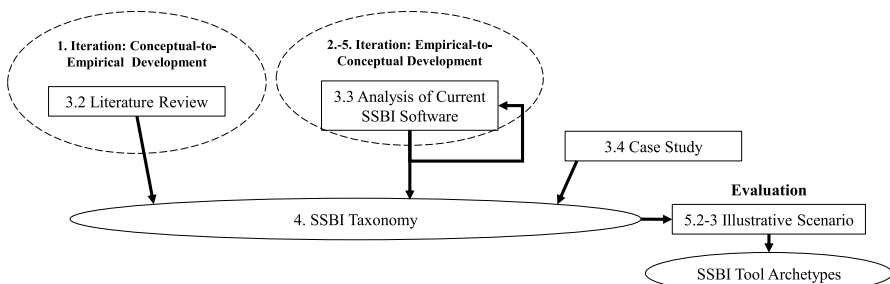 1. Iteration: Conceptual-to-
Empirical Development
3.2 Literature Review
2.-5. Iteration: Empirical-to-
Conceptual Development
3.3 Analysis of Current
SSBI Software
3.4 Case Study
4. SSBI Taxonomy
Evaluation
5.2-3 Illustrative Scenario
SSBI Tool Archetypes